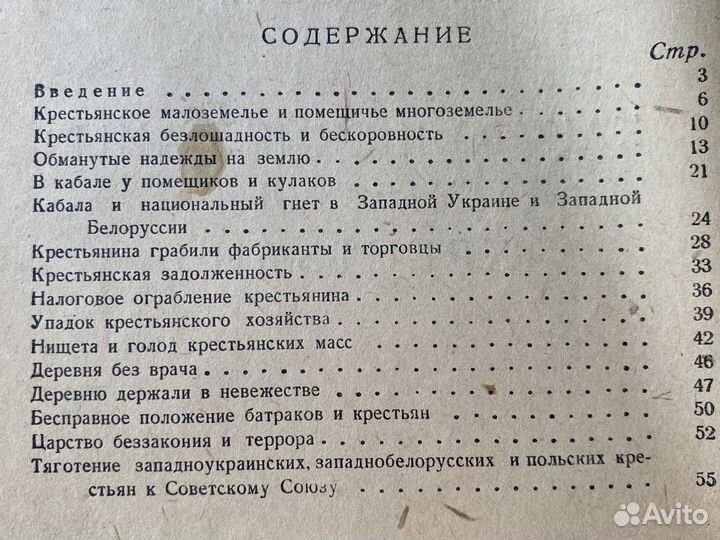 СОДЕРЖАНИЕ
Стр.
Введение . . . . . . . . . . . . . . . . . . . . . . . . 3
Крестьянское малоземелье и помещичье многоземелье . . . . . . 6
Крестьянская безлошадность и бескоровность . . . . . . . . . 10
Обманутые надежды на землю . . . . . . . . . . . . . . . 13
В кабале у помещиков и кулаков . . . . . . . . . . . . . 21
Кабала и национальный гнет в Западной Украине и Западной
Белоруссии . . . . . . . . . . . . . . . . . . . . 24
Крестьянина грабили фабриканты и торговцы . . . . . . . . . 28
Крестьянская задолженность . . . . . . . . . . . . . . . 33
Налоговое ограбление крестьянина . . . . . . . . . . . . . 36
Упадок крестьянского хозяйства . . . . . . . . . . . . . . 39
Нищета и голод крестьянских масс . . . . . . . . . . . . . 42
Деревня без врача . . . . . . . . . . . . . . . . . . . . 46
Деревню держали в невежестве . . . . . . . . . . . . . . 47
Бесправное положение батраков и крестьян . . . . . . . . . 50
Царство беззакония и террора . . . . . . . . . . . . . . . 52
Тяготение западноукраинских, западнобелорусских и польских кре-
стьян к Советскому Союзу . . . . . . . . . . . . . . 55
Avito